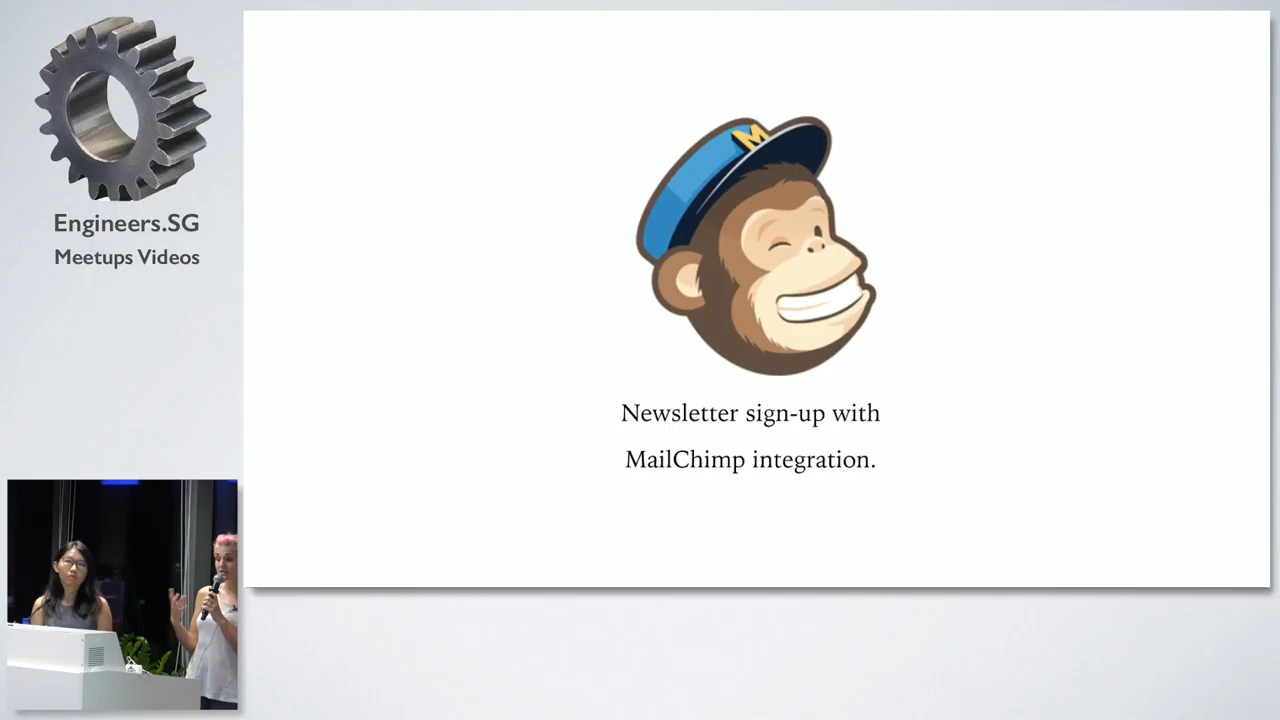 Engineers.SG
Meetups Videos
M
Newsletter sign-up with
MailChimp integration.